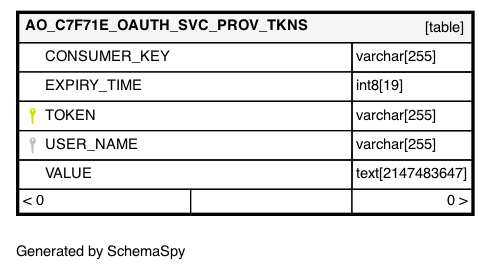 AO_C7F71E_OAUTH_SVC_PROV_TKNS [table]
CONSUMER_KEY varchar[255]
EXPIRY_TIME int8[19]
TOKEN varchar[255]
USER_NAME varchar[255]
VALUE text[2147483647]
< 0 0 >
Generated by SchemaSpy